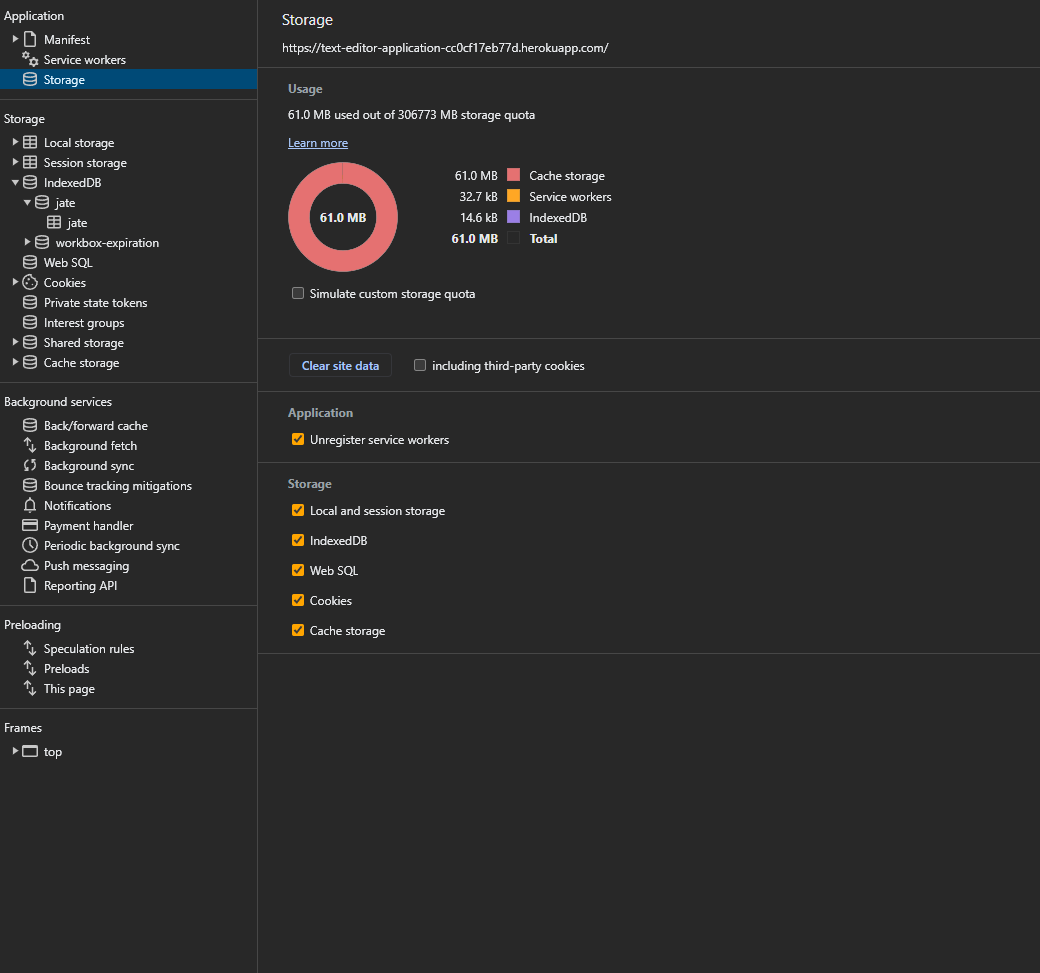 Application
Manifest
Service workers
Storage
Storage
Local storage
Session storage
IndexedDB
jate
jate
workbox-expiration
Web SQL
Cookies
Private state tokens
Interest groups
Shared storage
Cache storage
Background services
Back/forward cache
Background fetch
Background sync
Bounce tracking mitigations
Notifications
Payment handler
Periodic background sync
Push messaging
Reporting API
Preloading
Speculation rules
Preloads
This page
Frames
top
Storage
https://text-editor-application-cc0cf17eb77d.herokuapp.com/
Usage
61.0 MB used out of 306773 MB storage quota
Learn more
61.0 MB
61.0 MB Cache storage
32.7 kB Service workers
14.6 kB IndexedDB
61.0 MB Total
Simulate custom storage quota
Clear site data including third-party cookies
Application
Unregister service workers
Storage
Local and session storage
IndexedDB
Web SQL
Cookies
Cache storage